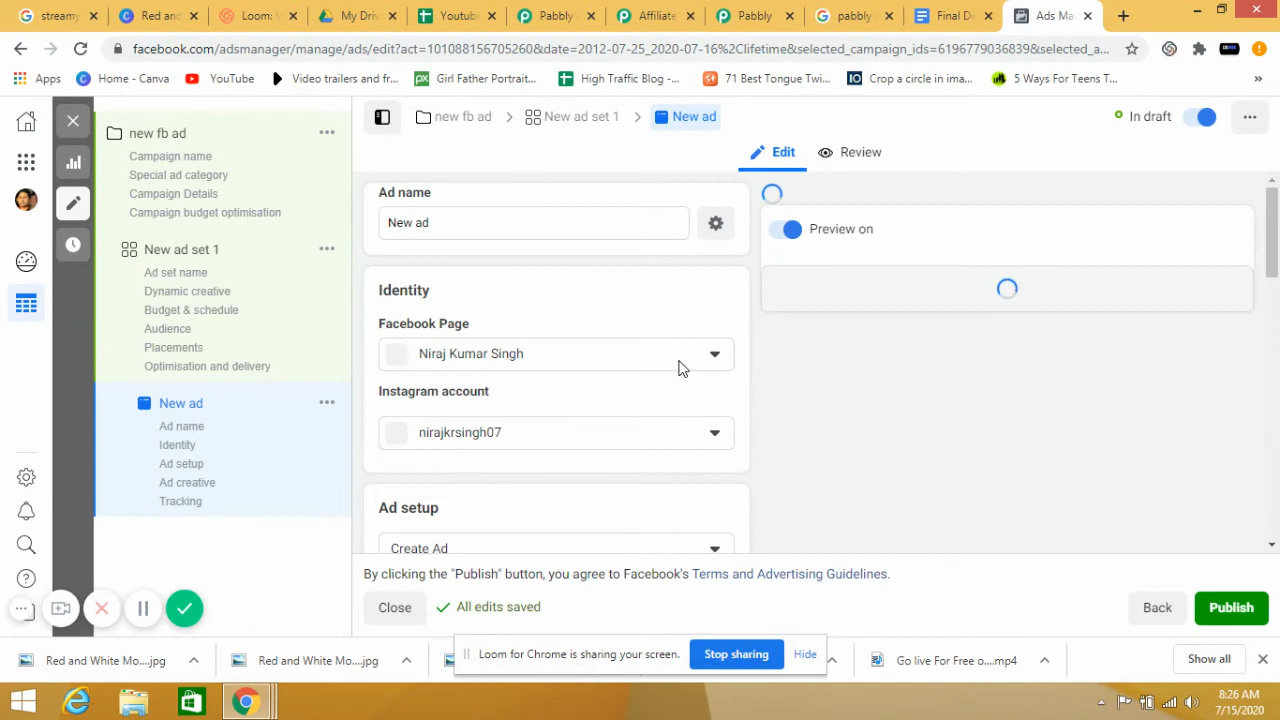 streamy
Red and
Loom: V
My Driv
Youtube
Pabbly
Affiliate
Pabbly
pabbly
Final Di
Ads Ma
facebook.com/adsmanager/manage/ads/edit?act=101088156705260&date=2012-07-25_2020-07-16%2Clifetime&selected_campaign_ids=6196779036839&selected_a...
Apps
Home - Canva
YouTube
Video trailers and fr...
Girl Father Portrait...
High Traffic Blog -...
71 Best Tongue Twi...
Crop a circle in ima...
5 Ways For Teens T...
»
new fb ad
Campaign name
Special ad category
Campaign Details
Campaign budget optimisation
New ad set 1
Ad set name
Dynamic creative
Budget & schedule
Audience
Placements
Optimisation and delivery
New ad
Ad name
Identity
Ad setup
Ad creative
Tracking
new fb ad > New ad set 1 > New ad
In draft
Edit
Review
Ad name
New ad
Identity
Facebook Page
Niraj Kumar Singh
Instagram account
nirajkrsingh07
Ad setup
Create Ad
Preview on
By clicking the "Publish" button, you agree to Facebook's Terms and Advertising Guidelines.
Close
All edits saved
Back
Publish
Loom for Chrome is sharing your screen.
Stop sharing
Hide
Red and White Mo....jpg
Red and White Mo....jpg
Go live For Free o....mp4
Show all
8:26 AM
7/15/2020